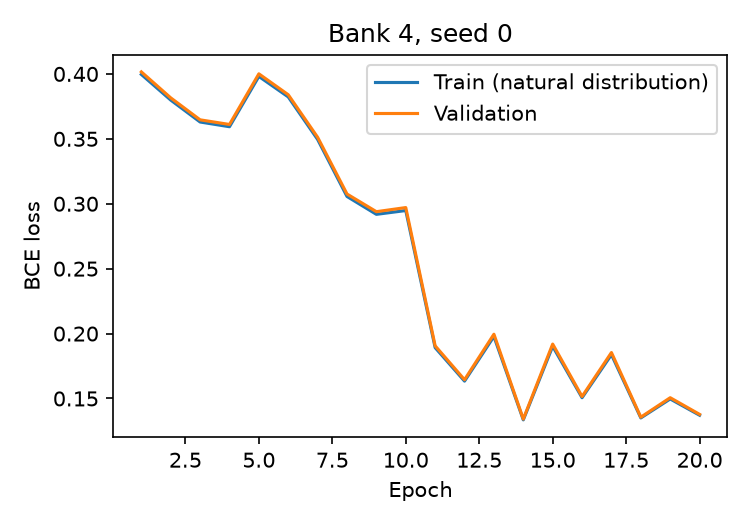 Bank 4, seed 0
Train (natural distribution)
Validation
BCE loss
0.40
0.35
0.30
0.25
0.20
0.15
2.5 5.0 7.5 10.0 12.5 15.0 17.5 20.0
Epoch